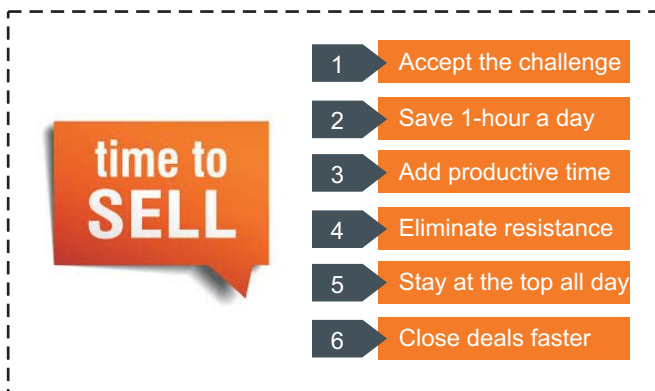 time to
SELL
1 Accept the challenge
2 Save 1-hour a day
3 Add productive time
4 Eliminate resistance
5 Stay at the top all day
6 Close deals faster